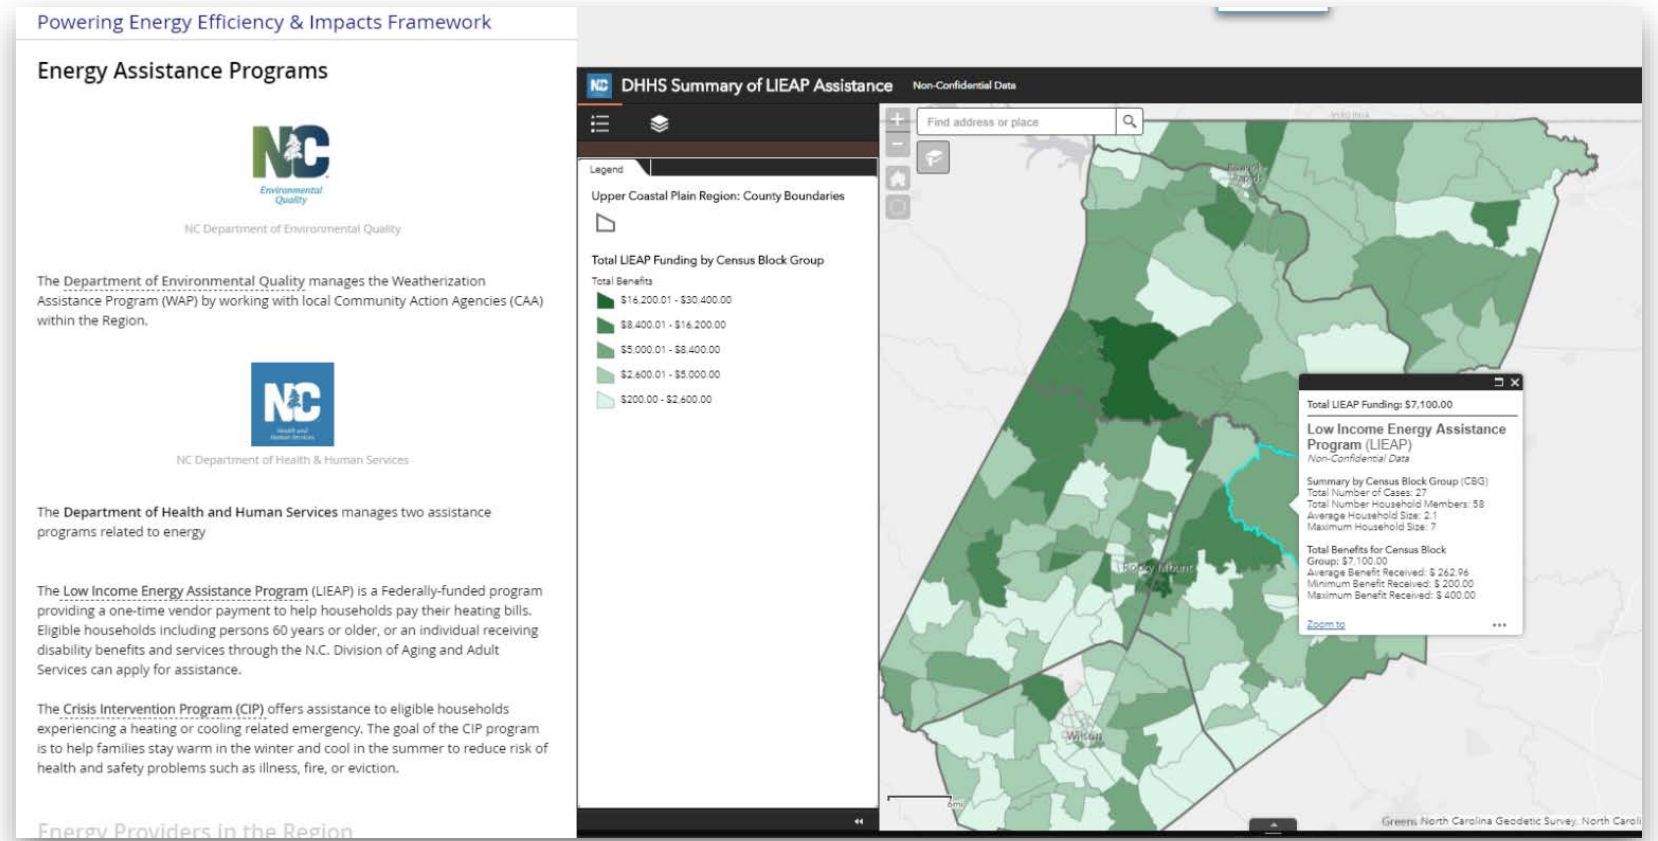 Powering Energy Efficiency & Impacts Framework
Energy Assistance Programs
NC
Environmental
Quality
NC Department of Environmental Quality
The Department of Environmental Quality manages the Weatherization
Assistance Program (WAP) by working with local Community Action Agencies (CAA)
within the Region.
NC
Health and
Human Services
NC Department of Health & Human Services
The Department of Health and Human Services manages two assistance
programs related to energy
The Low Income Energy Assistance Program (LIEAP) is a Federally-funded program
providing a one-time vendor payment to help households pay their heating bills.
Eligible households including persons 60 years or older, or an individual receiving
disability benefits and services through the N.C. Division of Aging and Adult
Services can apply for assistance.
The Crisis Intervention Program (CIP) offers assistance to eligible households
experiencing a heating or cooling related emergency. The goal of the CIP program
is to help families stay warm in the winter and cool in the summer to reduce risk of
health and safety problems such as illness, fire, or eviction.
Energy Providers in the Region
NC DHHS Summary of LIEAP Assistance Non-Confidential Data
Legend
Upper Coastal Plain Region: County Boundaries
Total LIEAP Funding by Census Block Group
Total Benefits
$16,200.01 - $30,400.00
$8,400.01 - $16,200.00
$5,000.01 - $8,400.00
$2,600.01 - $5,000.00
$200.00 - $2,600.00
Find address or place
VIRGINIA
Rapids
Rocky Mount
Wilson
6mi
Total LIEAP Funding: $7,100.00
Low Income Energy Assistance
Program (LIEAP)
Non-Confidential Data
Summary by Census Block Group (CBG)
Total Number of Cases: 27
Total Number Household Members: 58
Average Household Size: 2.1
Maximum Household Size: 7
Total Benefits for Census Block
Group: $7,100.00
Average Benefit Received: $ 262.96
Minimum Benefit Received: $ 200.00
Maximum Benefit Received: $ 400.00
Zoom to
Green North Carolina Geodetic Survey, North Caroli